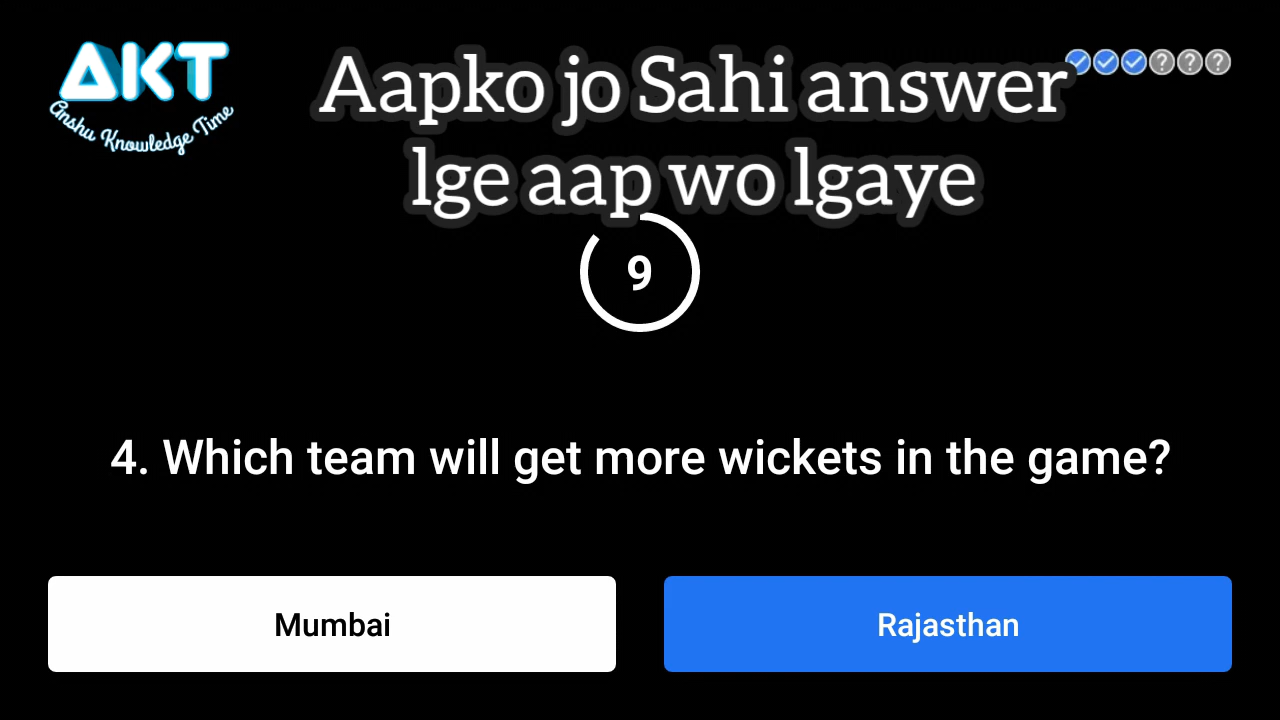 AKT
Anshu Knowledge Time
Aapko jo Sahi answer
lge aap wo lgaye
? ? ?
9
4. Which team will get more wickets in the game?
Mumbai
Rajasthan